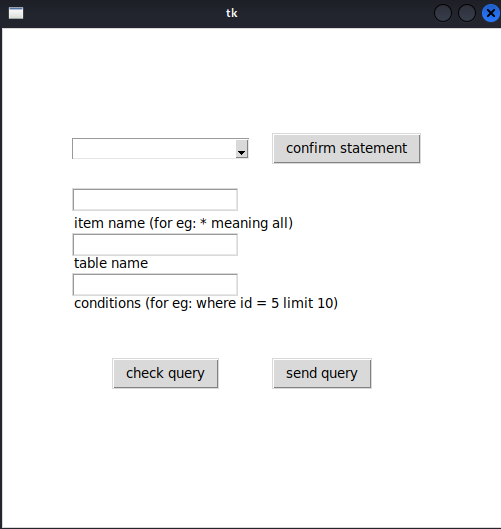 tk
confirm statement
item name (for eg: * meaning all)
table name
conditions (for eg: where id = 5 limit 10)
check query
send query